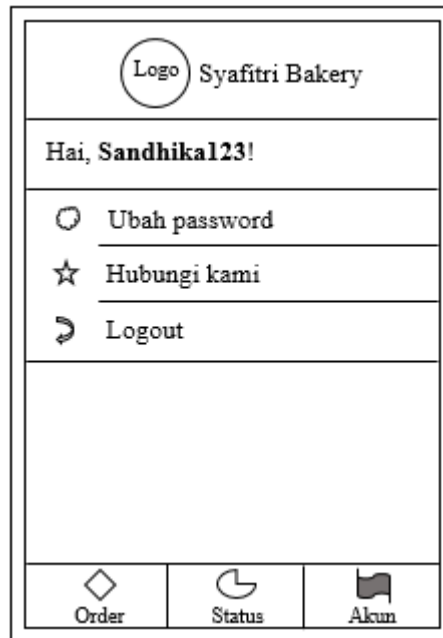 Logo Syafitri Bakery
Hai, Sandhika123!
Ubah password
Hubungi kami
Logout
Order Status Akun